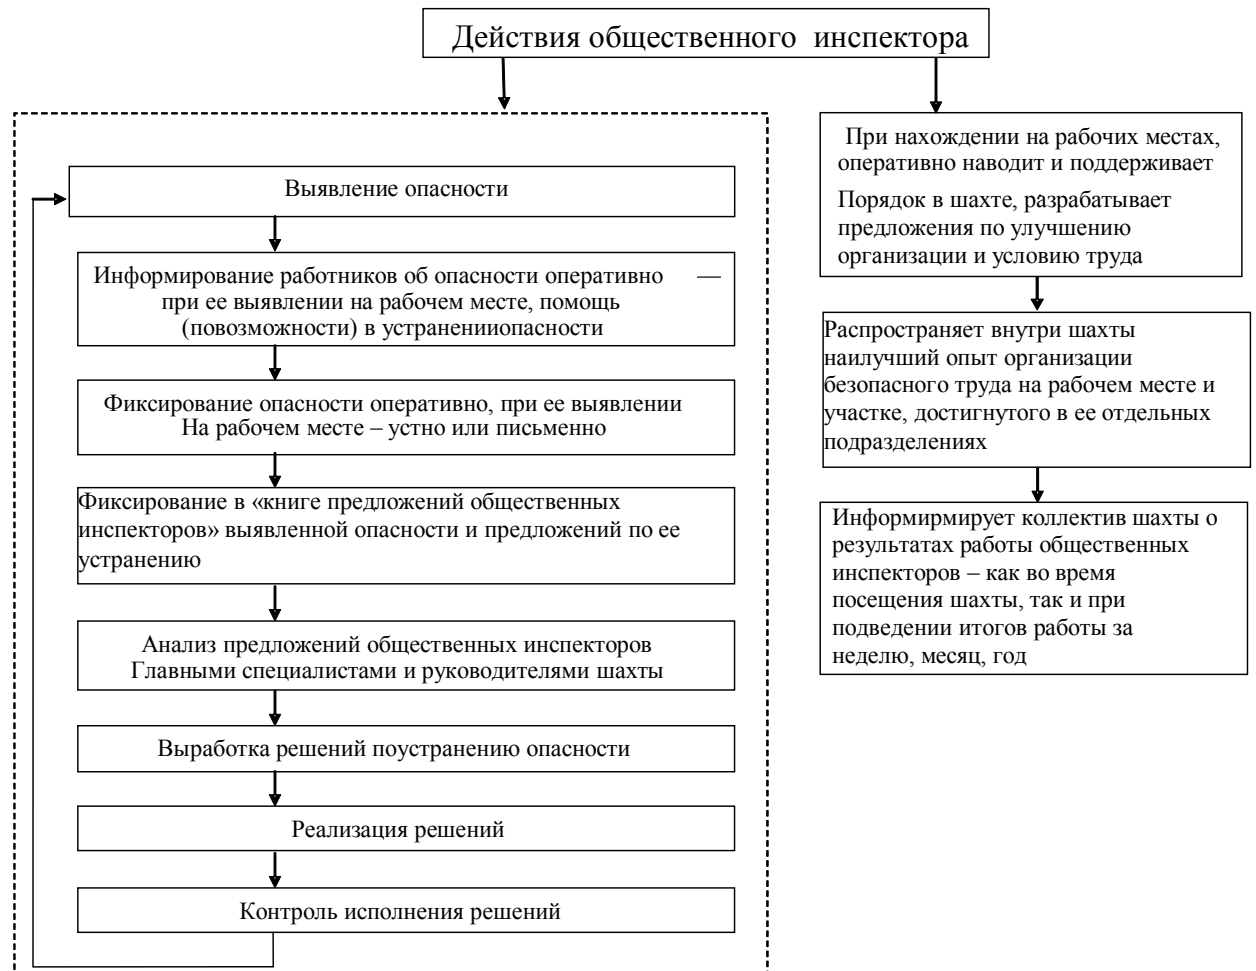 Действия общественного инспектора
Выявление опасности
Информирование работников об опасности оперативно —
при ее выявлении на рабочем месте, помощь
(повозможности) в устраненииопасности
Фиксирование опасности оперативно, при ее выявлении
На рабочем месте – устно или письменно
Фиксирование в «книге предложений общественных
инспекторов» выявленной опасности и предложений по ее
устранению
Анализ предложений общественных инспекторов
Главными специалистами и руководителями шахты
Выработка решений поустранению опасности
Реализация решений
Контроль исполнения решений
При нахождении на рабочих местах,
оперативно наводит и поддерживает
Порядок в шахте, разрабатывает
предложения по улучшению
организации и условию труда
Распространяет внутри шахты
наилучший опыт организации
безопасного труда на рабочем месте и
участке, достигнутого в ее отдельных
подразделениях
Информирмирует коллектив шахты о
результатах работы общественных
инспекторов – как во время
посещения шахты, так и при
подведении итогов работы за
неделю, месяц, год